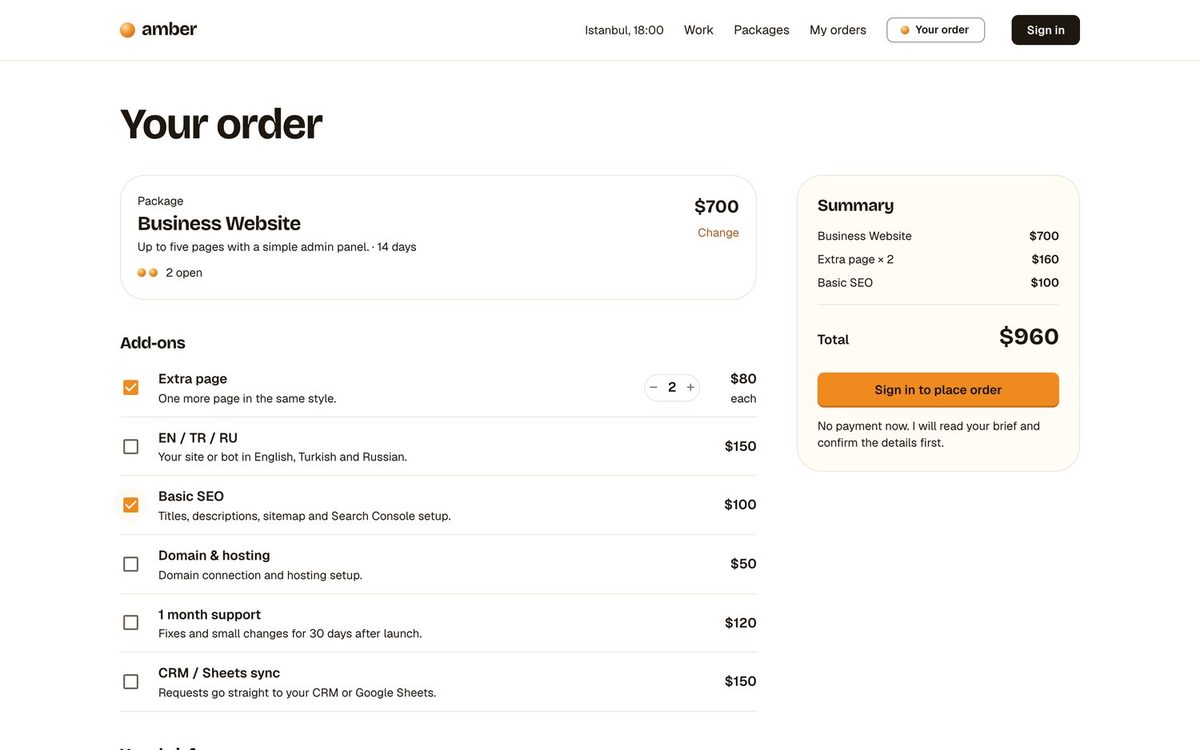 amber
Istanbul, 18:00
Work
Packages
My orders
Your order
Sign in
Your order
Package
Business Website
Up to five pages with a simple admin panel. · 14 days
2 open
$700
Change
Add-ons
Extra page
One more page in the same style.
− 2 +
$80
each
EN / TR / RU
Your site or bot in English, Turkish and Russian.
$150
Basic SEO
Titles, descriptions, sitemap and Search Console setup.
$100
Domain & hosting
Domain connection and hosting setup.
$50
1 month support
Fixes and small changes for 30 days after launch.
$120
CRM / Sheets sync
Requests go straight to your CRM or Google Sheets.
$150
Summary
Business Website $700
Extra page × 2 $160
Basic SEO $100
Total $960
Sign in to place order
No payment now. I will read your brief and
confirm the details first.